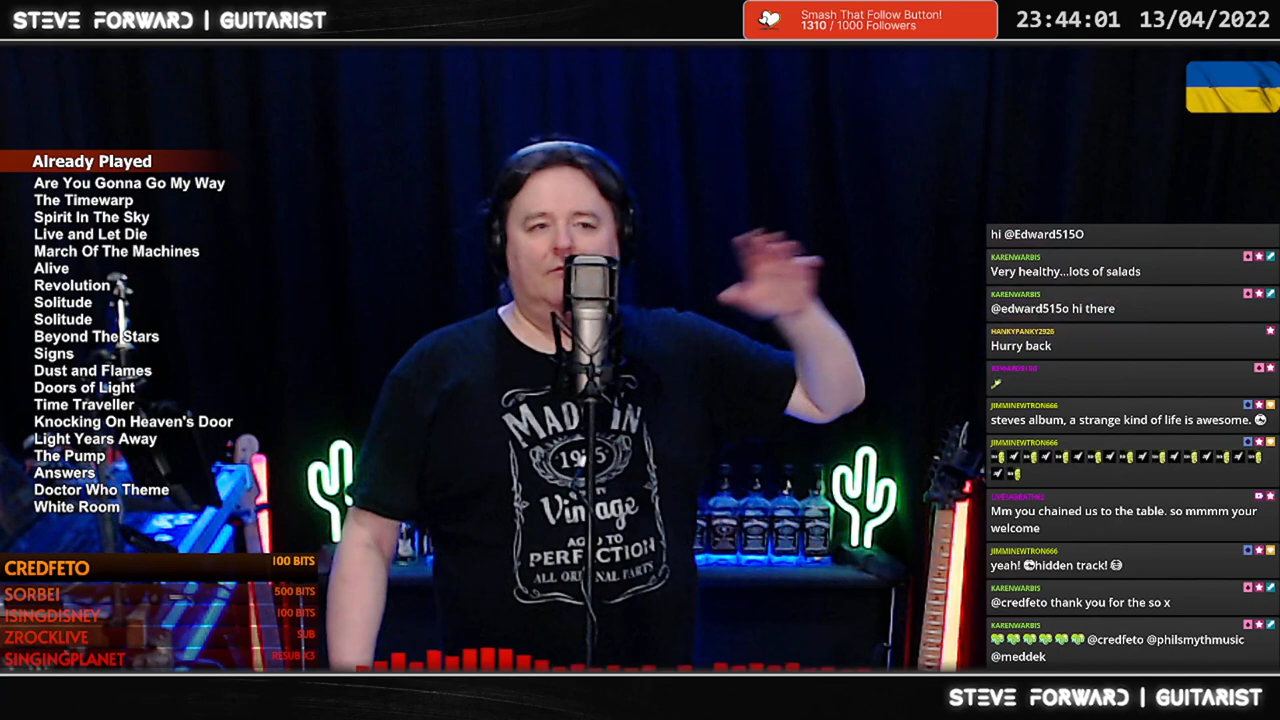 STEVE FORWARD | GUITARIST
Smash That Follow Button!
1310 / 1000 Followers
23:44:01 13/04/2022
Already Played
Are You Gonna Go My Way
The Timewarp
Spirit In The Sky
Live and Let Die
March Of The Machines
Alive
Revolution
Solitude
Solitude
Beyond The Stars
Signs
Dust and Flames
Doors of Light
Time Traveller
Knocking On Heaven's Door
Light Years Away
The Pump
Answers
Doctor Who Theme
White Room
CREDFETO 100 BITS
SORBEI 500 BITS
ISINGDISNEY 100 BITS
ZROCKLIVE SUB
SINGINGPLANET RESUB X3
MADE IN
Vintage
AGED TO
PERFECTION
ALL ORIGINAL PARTS
hi @Edward515O
KARENWARBIS
Very healthy...lots of salads
KARENWARBIS
@edward515o hi there
HANKYPANKY2926
Hurry back
JIMMINEWTRON666
steves album, a strange kind of life is awesome.
JIMMINEWTRON666
Mm you chained us to the table. so mmmm your
welcome
JIMMINEWTRON666
yeah! hidden track!
KARENWARBIS
@credfeto thank you for the so x
KARENWARBIS
@credfeto @philsmythmusic
@meddek
STEVE FORWARD | GUITARIST